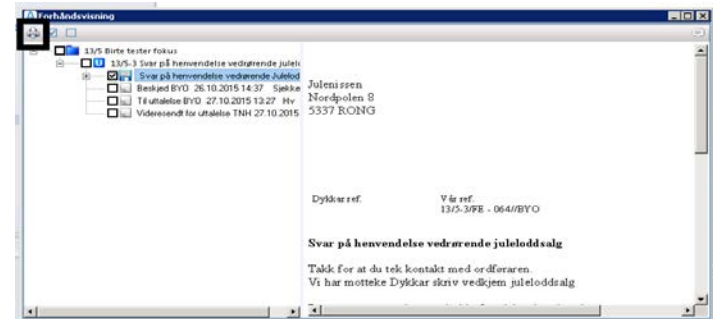 Forhåndsvisning
13/5 Birte tester fokus
13/5-3 Svar på henvendelse vedrørende julel
Svar på henvendelse vedrørende Julelod
Beskjed BYO 26.10.2015 14:37 Sjekke
Til uttalelse BYO 27.10.2015 13:27 Hv
Videresendt for uttalelse TNH 27.10.2015
Julenissen
Nordpolen 8
5337 RONG
Dykkar ref.
Vår ref.
13/5-3/FE - 064//BYO
Svar på henvendelse vedrørende juleloddsalg
Takk for at du tek kontakt med ordføraren.
Vi har motteke Dykkar skriv vedkjem juleloddsalg